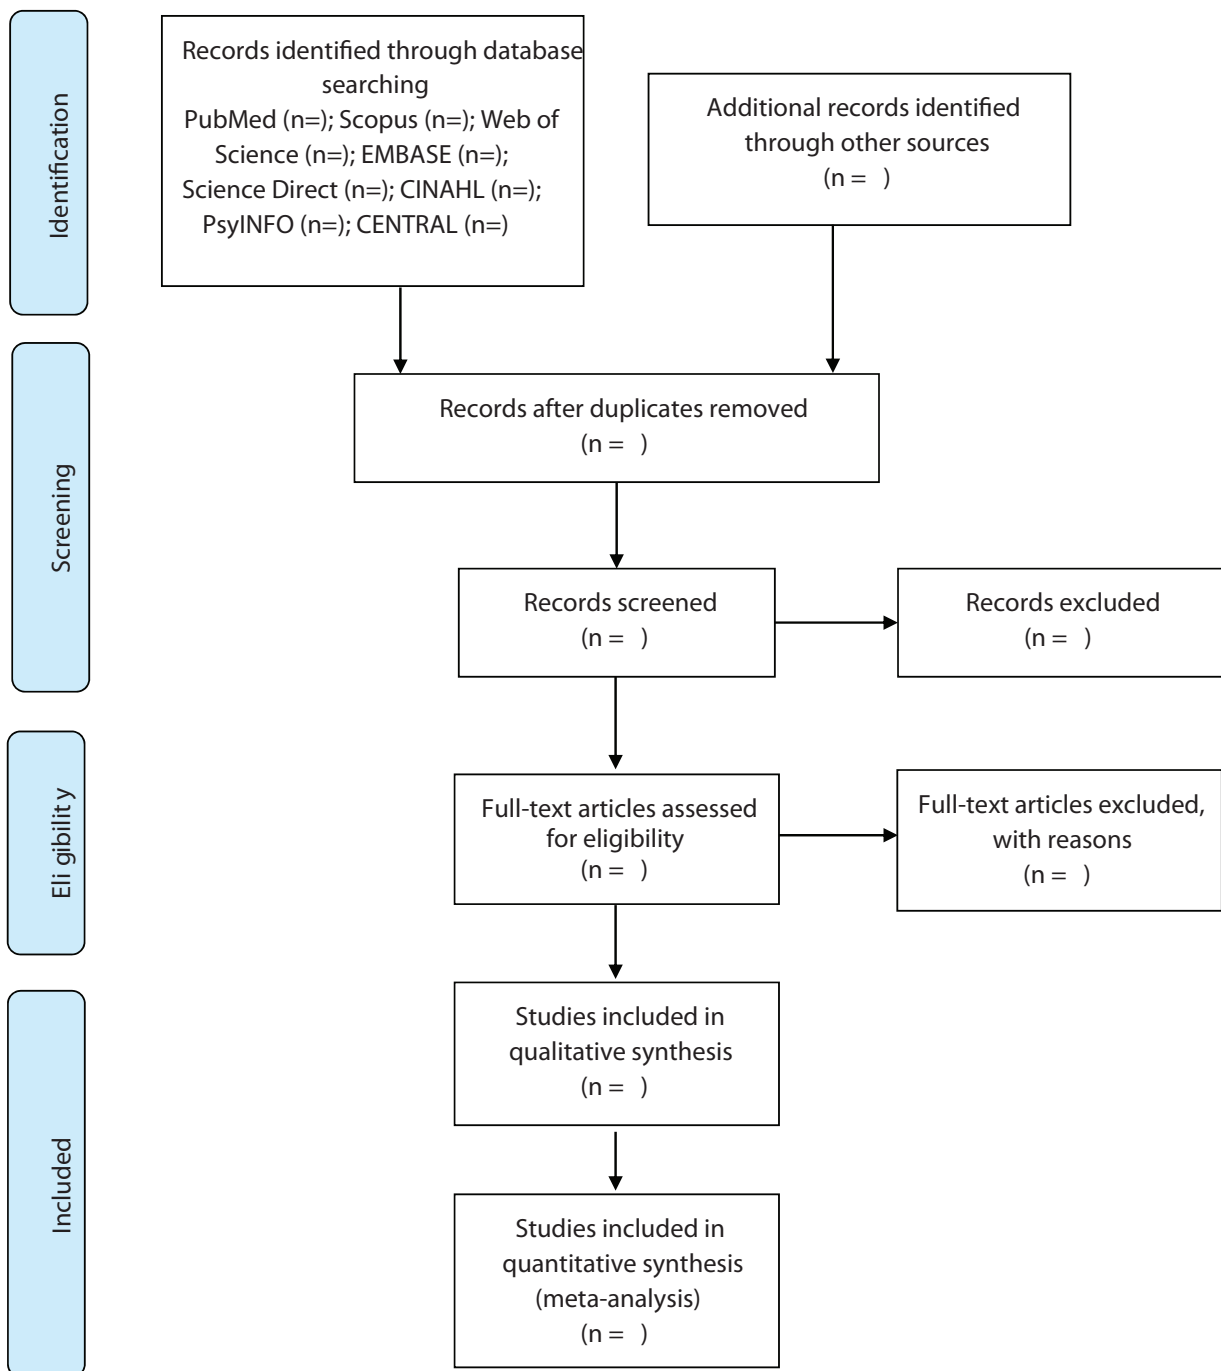 Identification
Records identified through database
searching
PubMed (n=); Scopus (n=); Web of
Science (n=); EMBASE (n=);
Science Direct (n=); CINAHL (n=);
PsyINFO (n=); CENTRAL (n=)
Additional records identified
through other sources
(n = )
Screening
Records after duplicates removed
(n = )
Records screened
(n = )
Records excluded
(n = )
Eli gibilit y
Full-text articles assessed
for eligibility
(n = )
Full-text articles excluded,
with reasons
(n = )
Included
Studies included in
qualitative synthesis
(n = )
Studies included in
quantitative synthesis
(meta-analysis)
(n = )